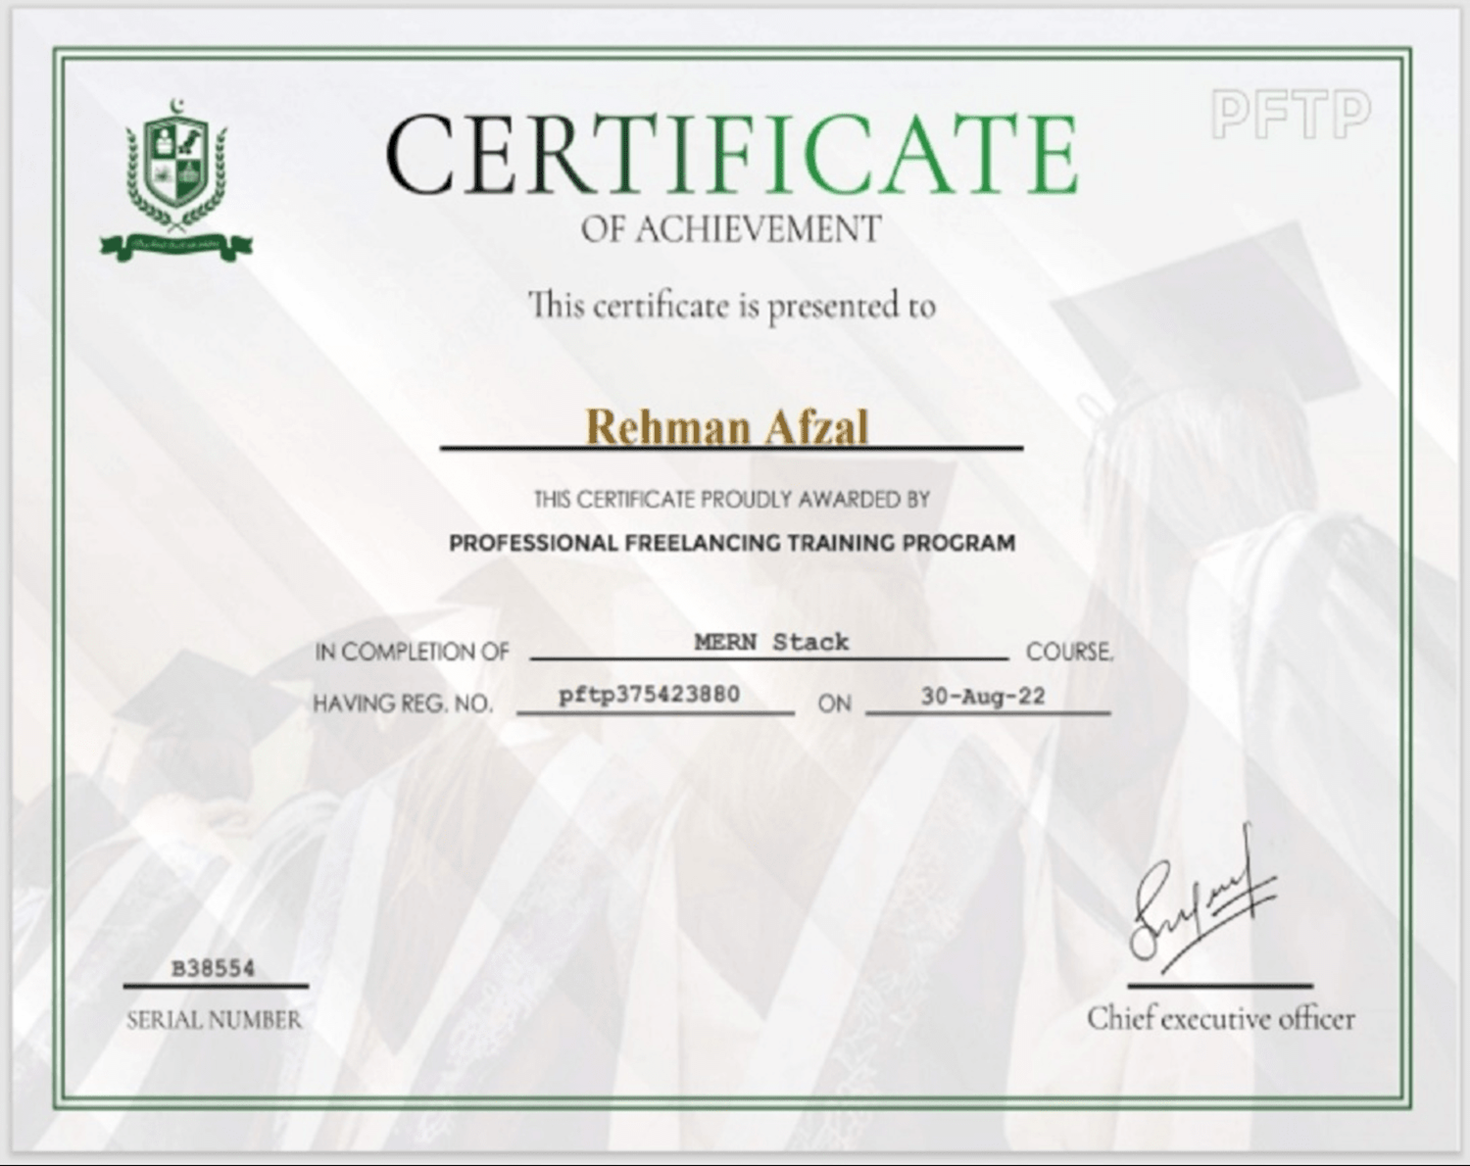 PFTP
CERTIFICATE
OF ACHIEVEMENT
This certificate is presented to
Rehman Afzal
THIS CERTIFICATE PROUDLY AWARDED BY
PROFESSIONAL FREELANCING TRAINING PROGRAM
IN COMPLETION OF MERN Stack COURSE,
HAVING REG. NO. pftp375423880 ON 30-Aug-22
B38554
SERIAL NUMBER
Chief executive officer